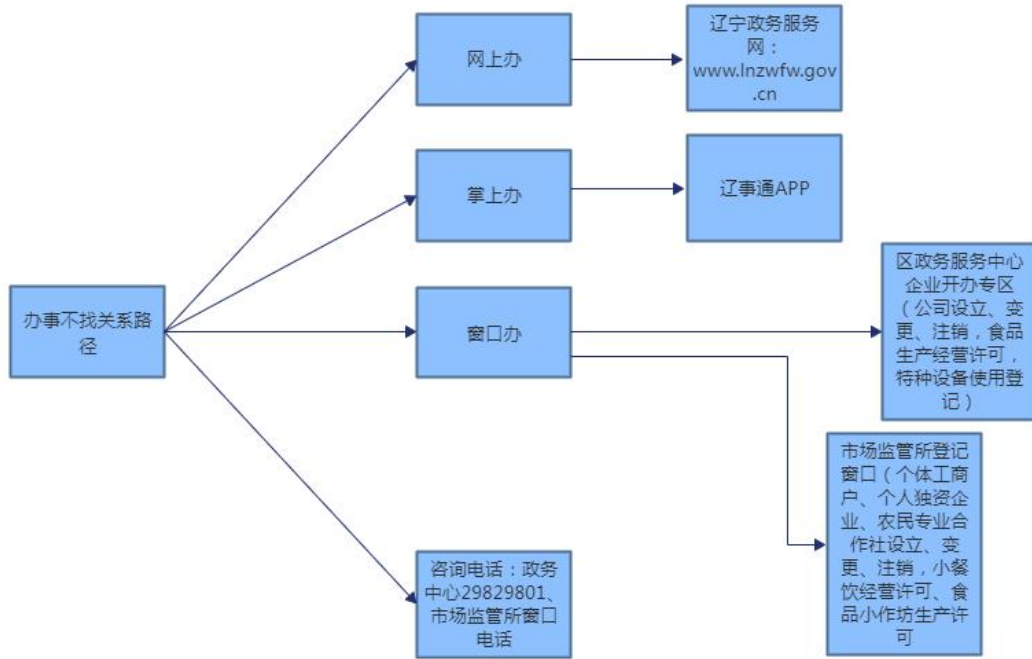 办事不找关系路
径
网上办
辽宁政务服务
网：
www.lnzwfw.gov
.cn
掌上办
辽事通APP
窗口办
区政务服务中心
企业开办专区
（公司设立、变
更、注销，食品
生产经营许可，
特种设备使用登
记）
市场监管所登记
窗口（个体工商
户、个人独资企
业、农民专业合
作社设立、变
更、注销，小餐
饮经营许可、食
品小作坊生产许
可
咨询电话：政务
中心29829801、
市场监管所窗口
电话